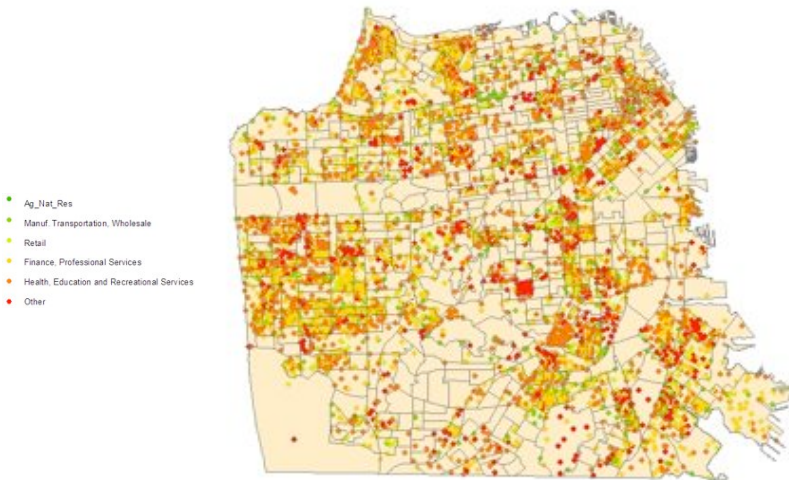 Ag_Nat_Res
Manuf. Transportation, Wholesale
Retail
Finance, Professional Services
Health, Education and Recreational Services
Other